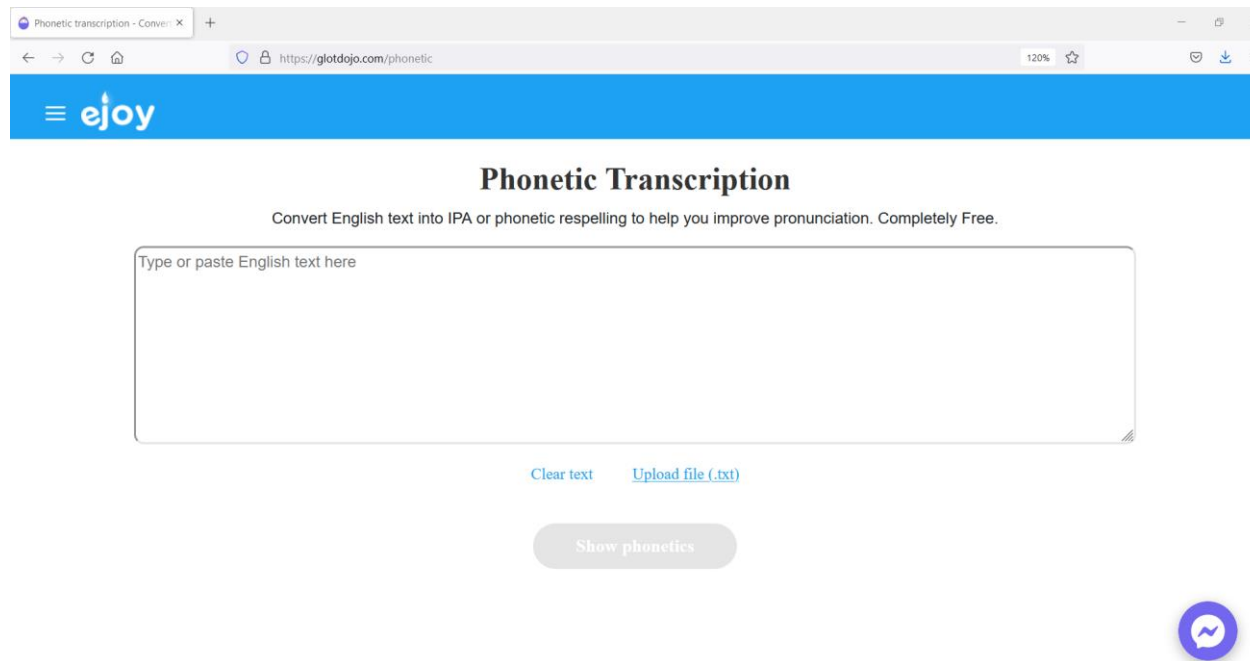 Phonetic transcription - Conver
https://glotdojo.com/phonetic
120%
ejoy
Phonetic Transcription
Convert English text into IPA or phonetic respelling to help you improve pronunciation. Completely Free.
Type or paste English text here
Clear text Upload file (.txt)
Show phonetics